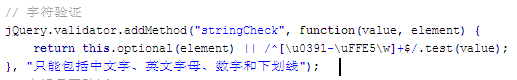 // 字符验证
jQuery.validator.addMethod("stringCheck", function(value, element) {
return this.optional(element) || /^[\u0391-\uFFE5\w]+$/.test(value);
}, "只能包括中文字、英文字母、数字和下划线");